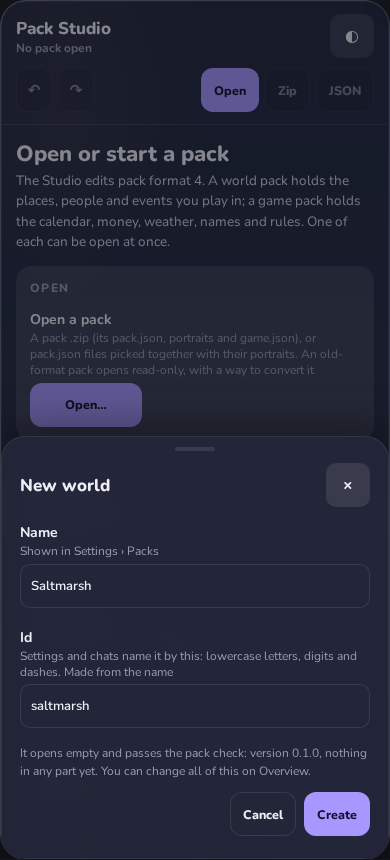 Pack Studio
No pack open
Open
Zip
JSON
Open or start a pack
The Studio edits pack format 4. A world pack holds the
places, people and events you play in; a game pack holds
the calendar, money, weather, names and rules. One of
each can be open at once.
OPEN
Open a pack
A pack .zip (its pack.json, portraits and game.json), or
pack.json files picked together with their portraits. An old-
format pack opens read-only, with a way to convert it
Open...
New world
×
Name
Shown in Settings › Packs
Saltmarsh
Id
Settings and chats name it by this: lowercase letters, digits and
dashes. Made from the name
saltmarsh
It opens empty and passes the pack check: version 0.1.0, nothing
in any part yet. You can change all of this on Overview.
Cancel
Create